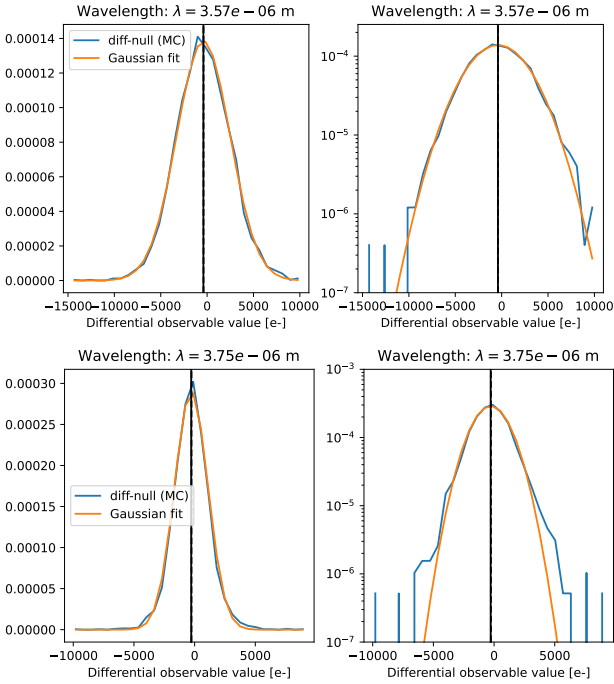 Wavelength: λ = 3.57e − 06 m
0.00014
0.00012
0.00010
0.00008
0.00006
0.00004
0.00002
0.00000
diff-null (MC)
Gaussian fit
−15000 −10000 −5000 0 5000 10000
Differential observable value [e-]
Wavelength: λ = 3.57e − 06 m
10⁻⁴
10⁻⁵
10⁻⁶
10⁻⁷
−15000 −10000 −5000 0 5000 10000
Differential observable value [e-]
Wavelength: λ = 3.75e − 06 m
0.00030
0.00025
0.00020
0.00015
0.00010
0.00005
0.00000
diff-null (MC)
Gaussian fit
−10000 −5000 0 5000
Differential observable value [e-]
Wavelength: λ = 3.75e − 06 m
10⁻³
10⁻⁴
10⁻⁵
10⁻⁶
10⁻⁷
−10000 −5000 0 5000
Differential observable value [e-]